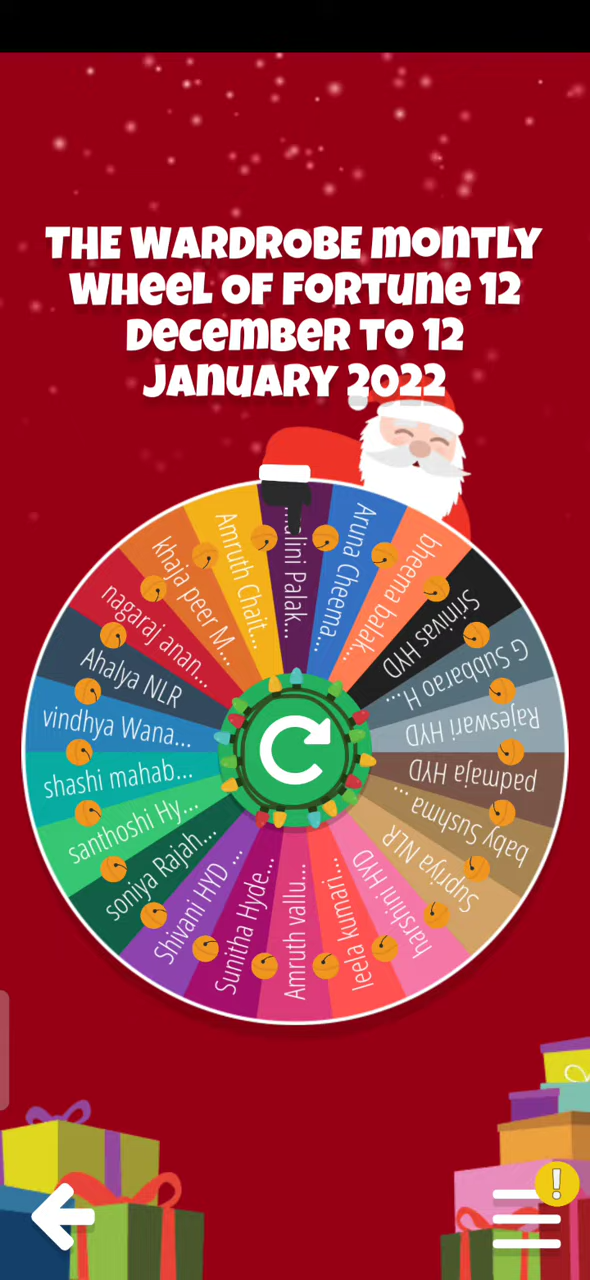 THE WARDROBE MONTLY
WHEEL OF FORTUNE 12
DECEMBER TO 12
JANUARY 2022
...alini Palak...
Aruna Cheema...
bheema balak...
Srinivas HYD
G Subbarao H...
Rajeswari HYD
padmaja HYD
baby Sushma ...
Supriya NLR
harshini HYD
leela kumari...
Amruth vallu...
Sunitha Hyde...
Shivani HYD ...
soniya Rajah...
santhoshi Hy...
shashi mahab...
vindhya Wana...
Ahalya NLR
nagaraj anan...
khaja peer M...
Amruth Chait...
!